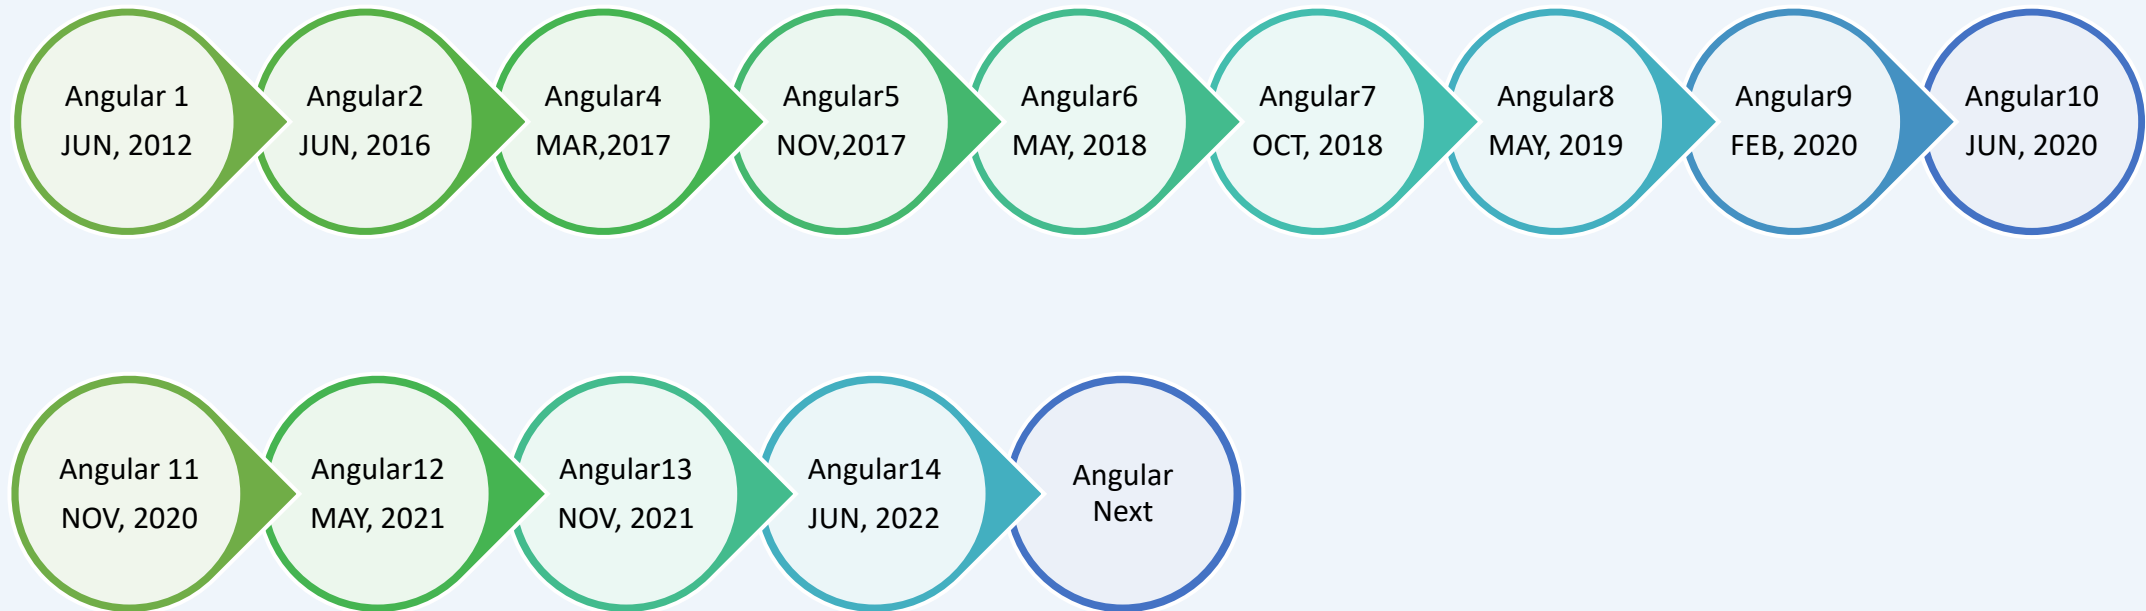 Angular 1
JUN, 2012
Angular2
JUN, 2016
Angular4
MAR,2017
Angular5
NOV,2017
Angular6
MAY, 2018
Angular7
OCT, 2018
Angular8
MAY, 2019
Angular9
FEB, 2020
Angular10
JUN, 2020
Angular 11
NOV, 2020
Angular12
MAY, 2021
Angular13
NOV, 2021
Angular14
JUN, 2022
Angular
Next